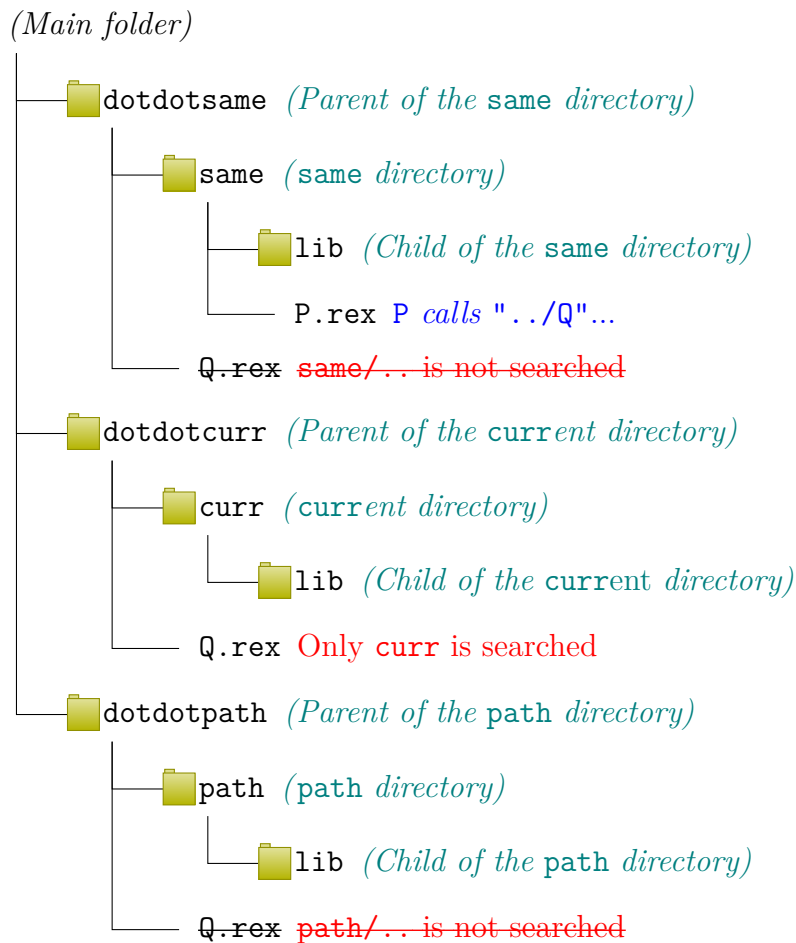 (Main folder)
dotdotsame (Parent of the same directory)
same (same directory)
lib (Child of the same directory)
P.rex P calls "../Q"...
Q.rex same/.. is not searched
dotdotcurr (Parent of the current directory)
curr (current directory)
lib (Child of the current directory)
Q.rex Only curr is searched
dotdotpath (Parent of the path directory)
path (path directory)
lib (Child of the path directory)
Q.rex path/.. is not searched